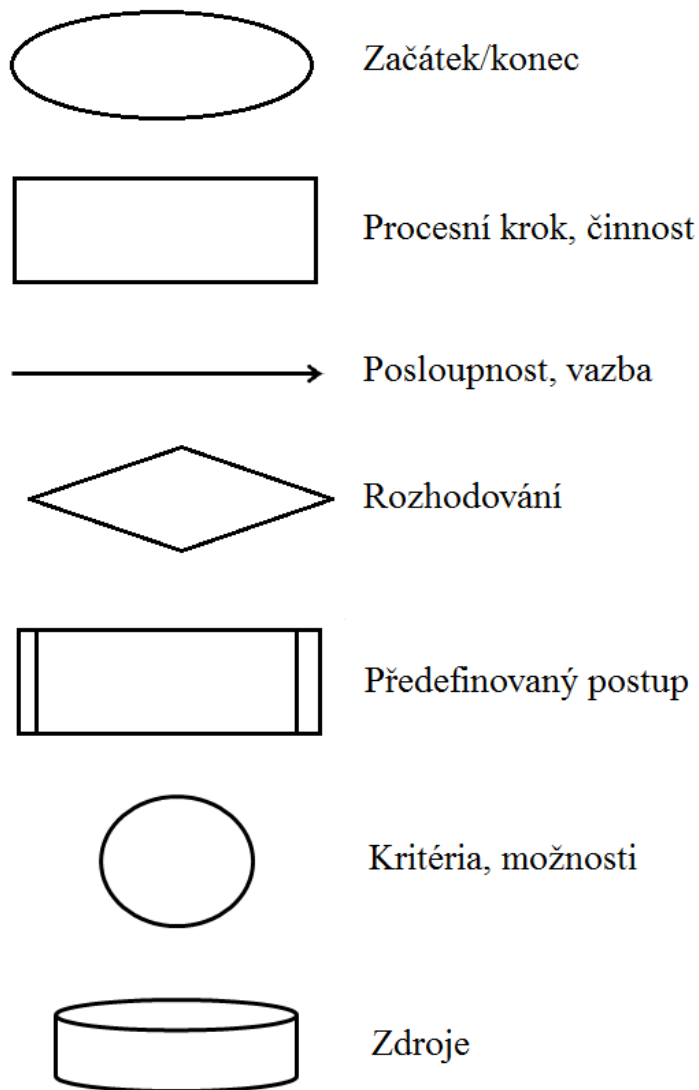 Začátek/konec
Procesní krok, činnost
Posloupnost, vazba
Rozhodování
Předefinovaný postup
Kritéria, možnosti
Zdroje